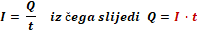 I = Q/t iz čega slijedi Q = I · t